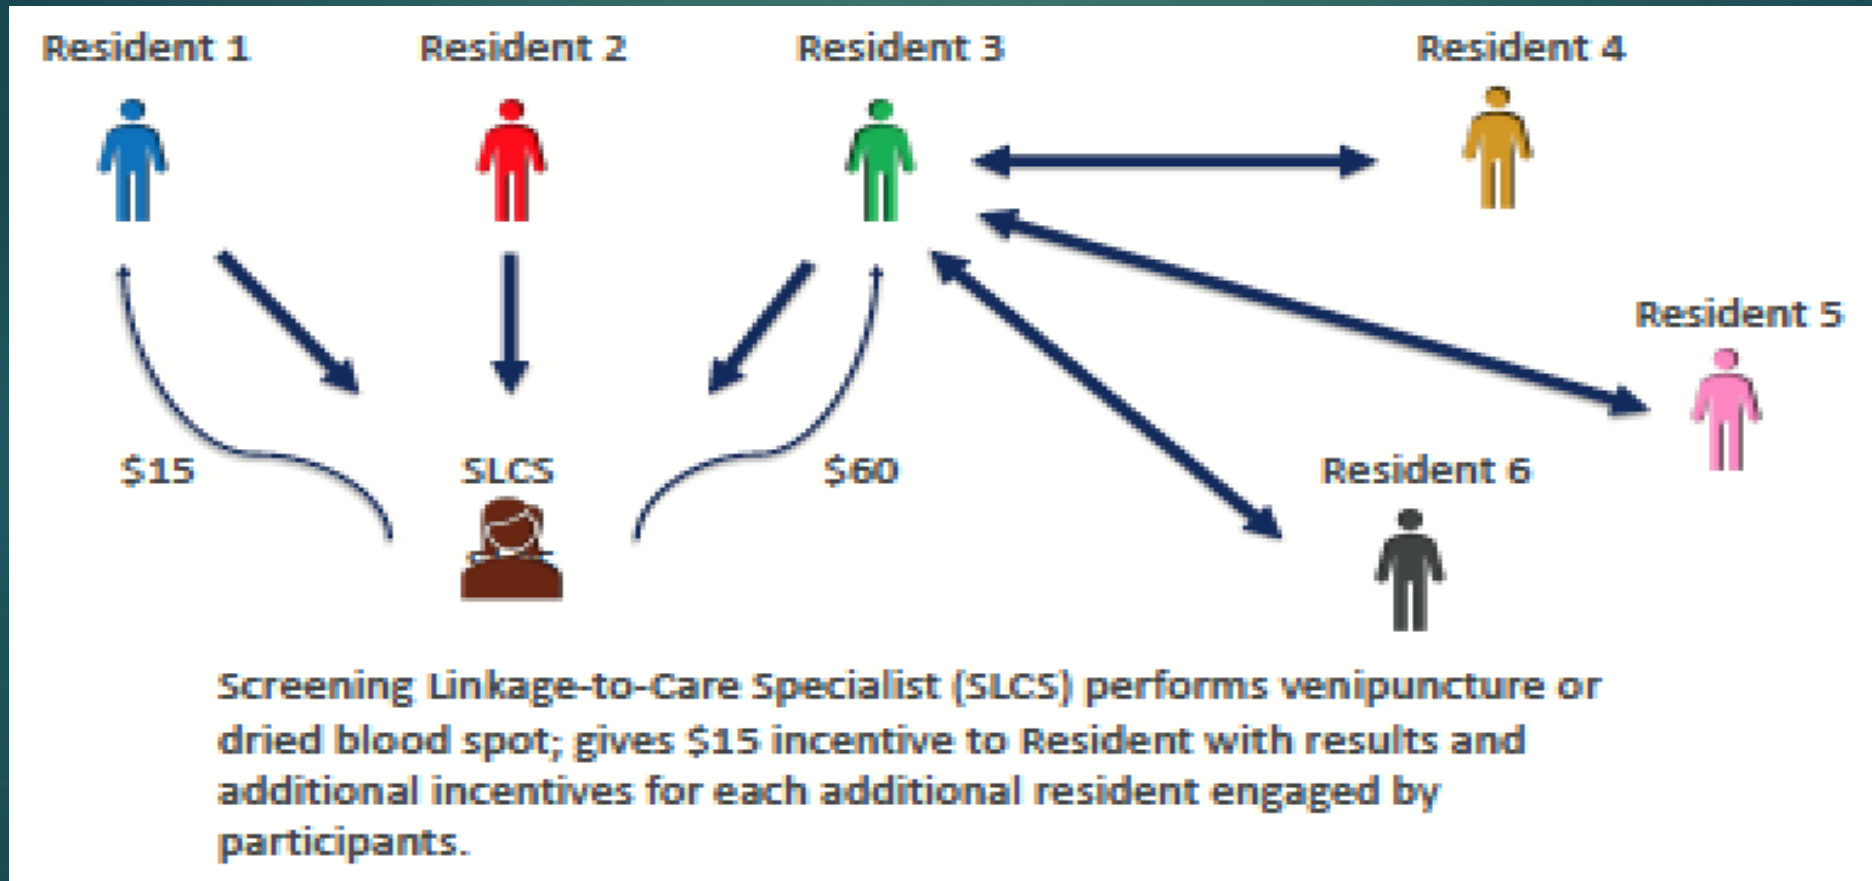 Resident 1
Resident 2
Resident 3
Resident 4
Resident 5
$15
SLCS
$60
Resident 6
Screening Linkage-to-Care Specialist (SLCS) performs venipuncture or
dried blood spot; gives $15 incentive to Resident with results and
additional incentives for each additional resident engaged by
participants.